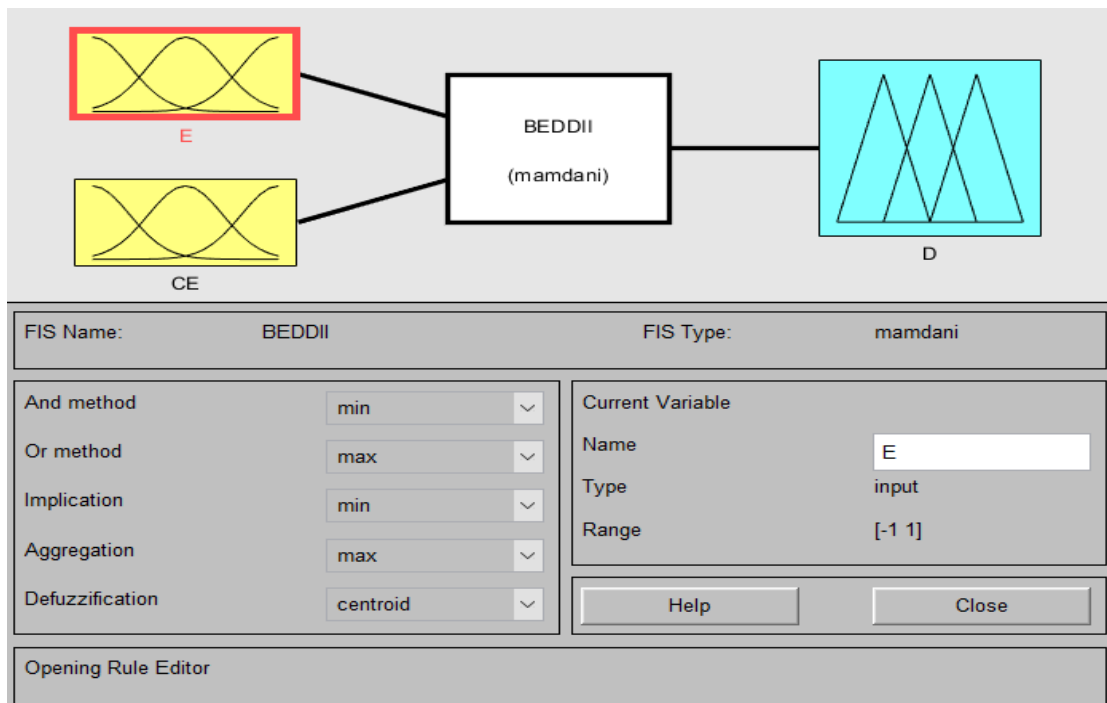 E
CE
BEDDII
(mamdani)
D
FIS Name: BEDDII FIS Type: mamdani
And method min
Or method max
Implication min
Aggregation max
Defuzzification centroid
Current Variable
Name E
Type input
Range [-1 1]
Help Close
Opening Rule Editor